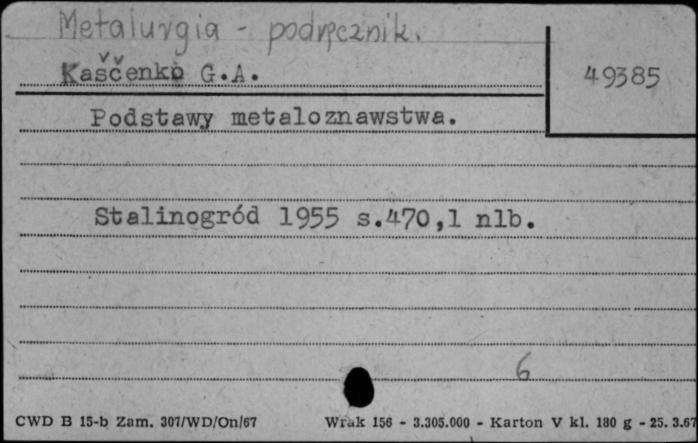 Metalurgia - podręcznik.
Kaščenko G.A.
49385
Podstawy metaloznawstwa.
Stalinogród 1955 s.470,1 nlb.
6
CWD B 15-b Zam. 307/WD/On/67 Wrak 156 - 3.305.000 - Karton V kl. 180 g - 25. 3.67